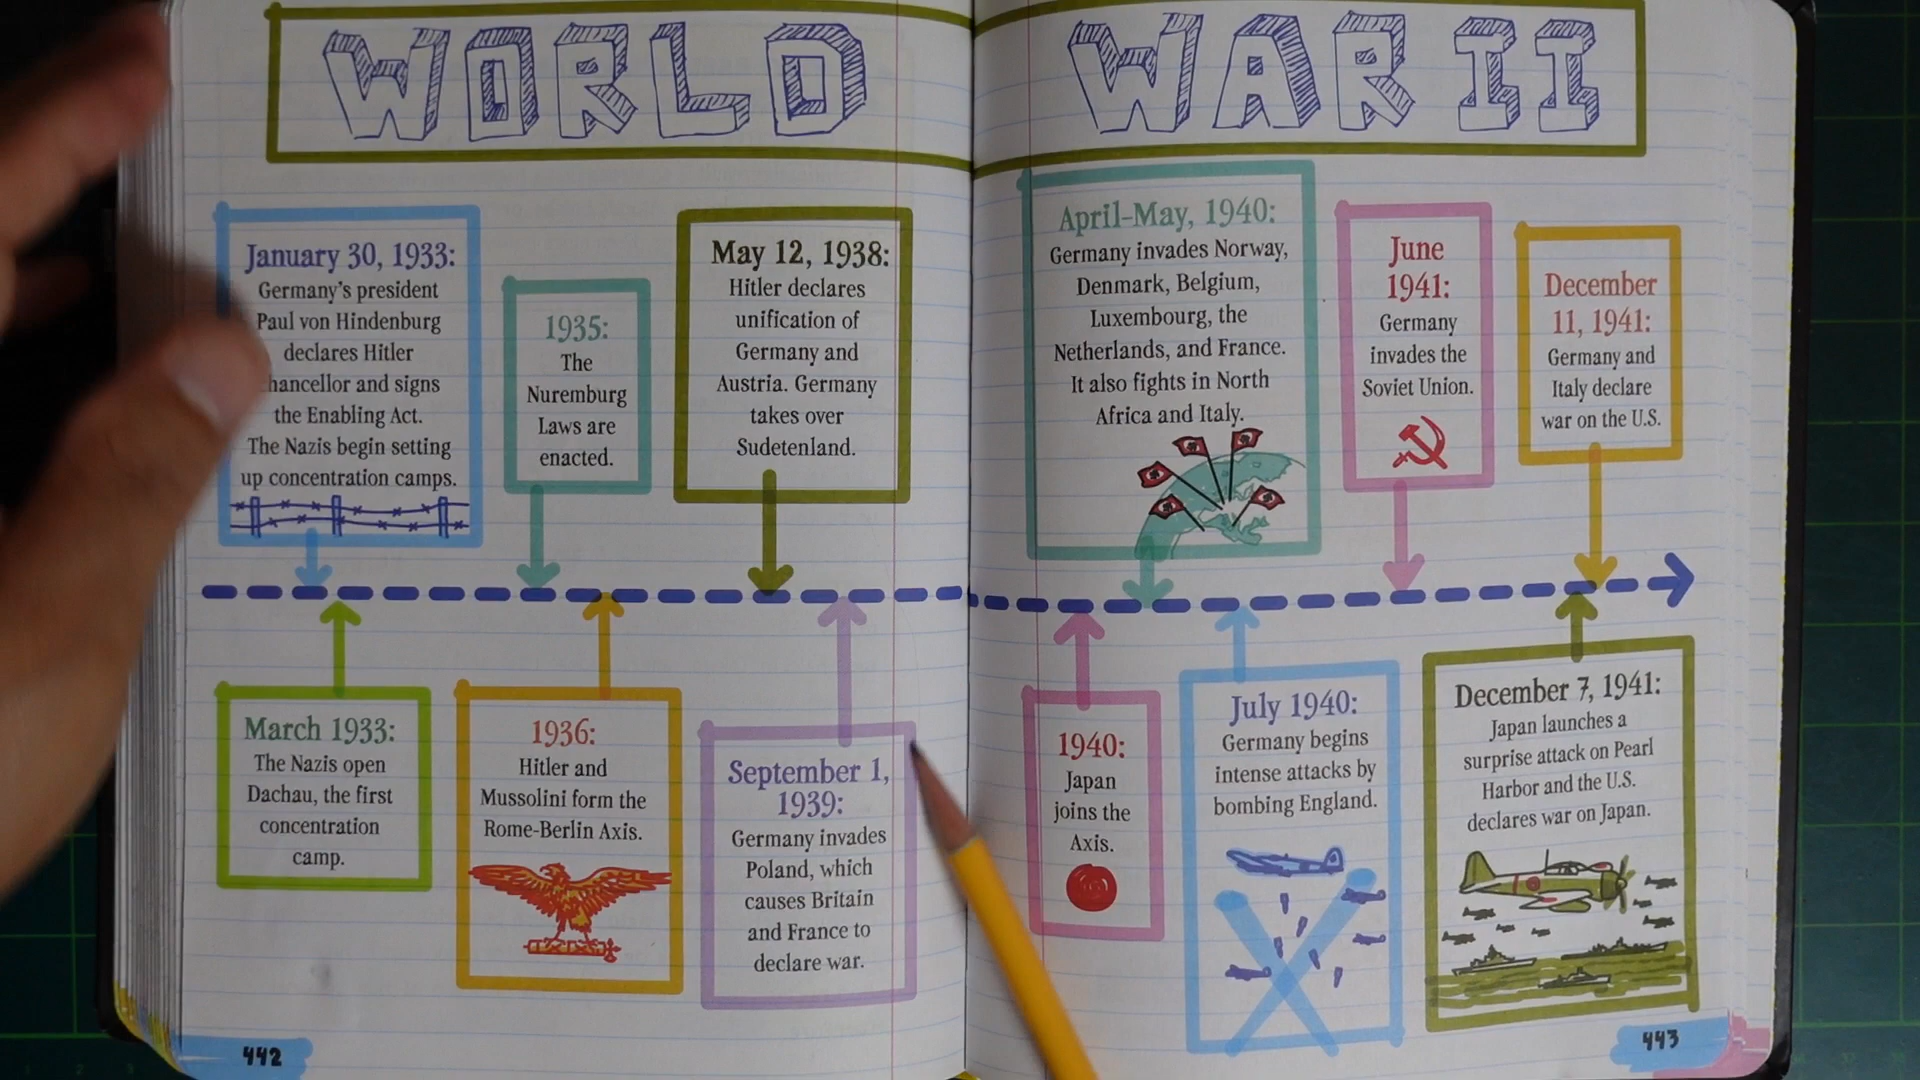 WORLD WAR II
January 30, 1933:
Germany's president
Paul von Hindenburg
declares Hitler
hancellor and signs
the Enabling Act.
The Nazis begin setting
up concentration camps.
1935:
The
Nuremburg
Laws are
enacted.
May 12, 1938:
Hitler declares
unification of
Germany and
Austria. Germany
takes over
Sudetenland.
March 1933:
The Nazis open
Dachau, the first
concentration
camp.
1936:
Hitler and
Mussolini form the
Rome-Berlin Axis.
September 1,
1939:
Germany invades
Poland, which
causes Britain
and France to
declare war.
442
April-May, 1940:
Germany invades Norway,
Denmark, Belgium,
Luxembourg, the
Netherlands, and France.
It also fights in North
Africa and Italy.
June
1941:
Germany
invades the
Soviet Union.
December
11, 1941:
Germany and
Italy declare
war on the U.S.
1940:
Japan
joins the
Axis.
July 1940:
Germany begins
intense attacks by
bombing England.
December 7, 1941:
Japan launches a
surprise attack on Pearl
Harbor and the U.S.
declares war on Japan.
443